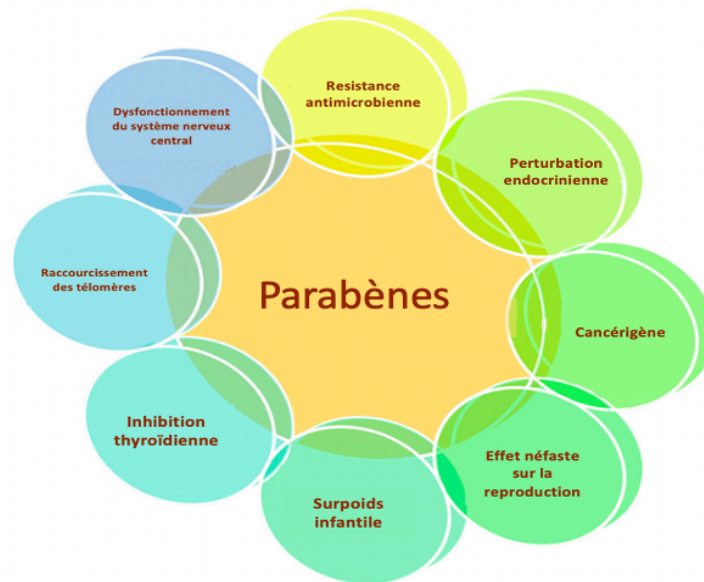 Resistance
antimicrobienne
Perturbation
endocrinienne
Cancérigène
Effet néfaste
sur la
reproduction
Surpoids
infantile
Inhibition
thyroïdienne
Raccourcissement
des télomères
Dysfonctionnement
du système nerveux
central
Parabènes